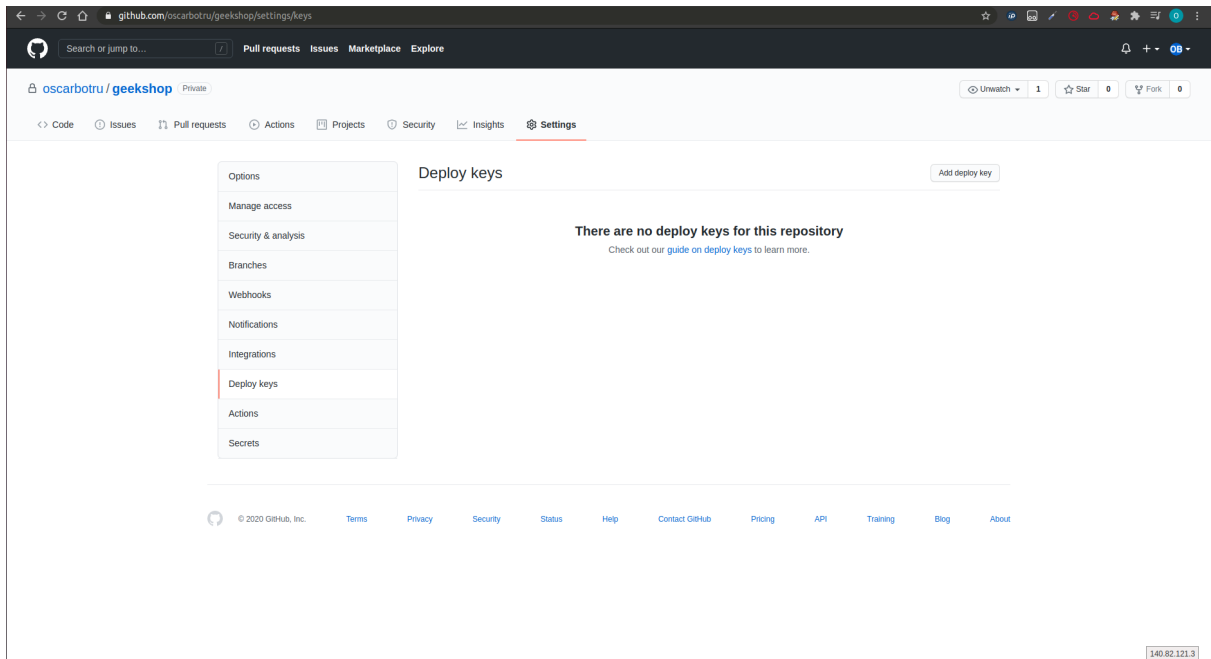 github.com/oscarbotru/geekshop/settings/keys
Search or jump to... / Pull requests Issues Marketplace Explore OB
oscarbotru / geekshop Private Unwatch 1 Star 0 Fork 0
Code Issues Pull requests Actions Projects Security Insights Settings
Options
Manage access
Security & analysis
Branches
Webhooks
Notifications
Integrations
Deploy keys
Actions
Secrets
Deploy keys Add deploy key
There are no deploy keys for this repository
Check out our guide on deploy keys to learn more.
© 2020 GitHub, Inc. Terms Privacy Security Status Help Contact GitHub Pricing API Training Blog About
140.82.121.3